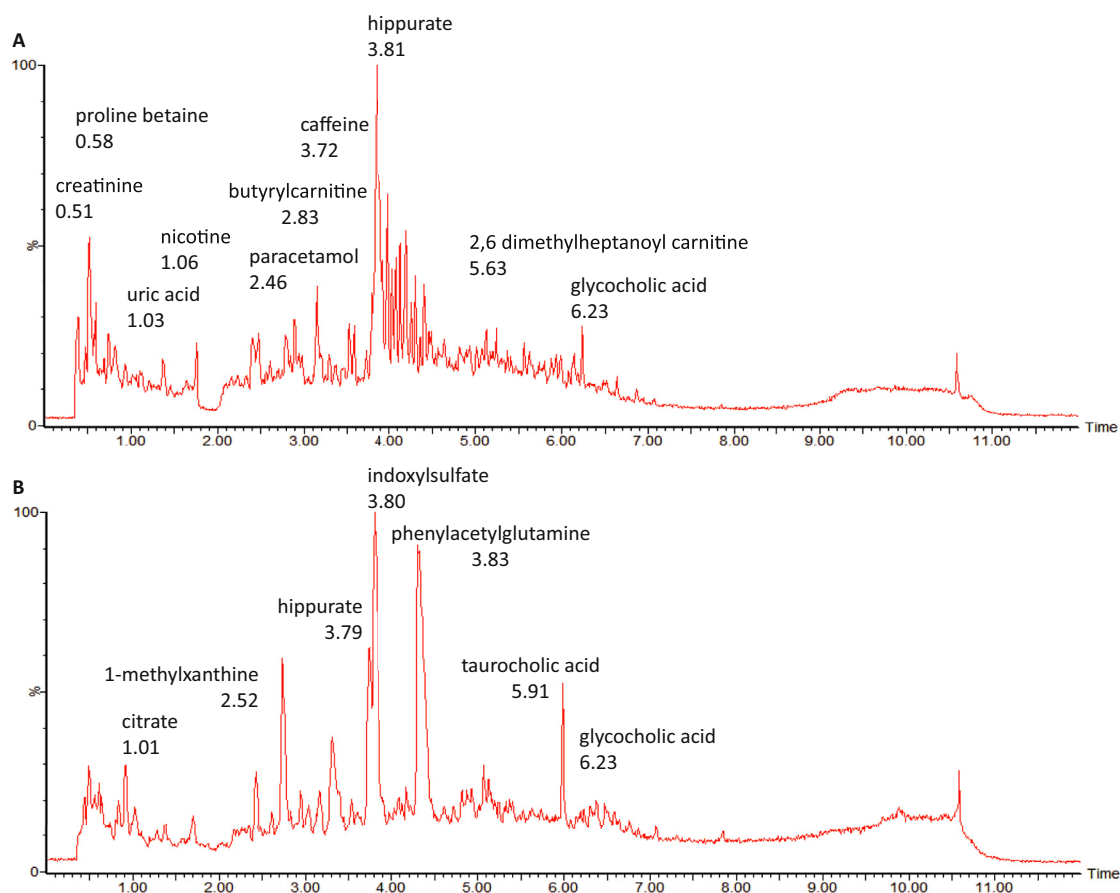 A
hippurate
3.81
100
proline betaine
0.58
caffeine
3.72
creatinine
0.51
butyrylcarnitine
2.83
nicotine
1.06
%
2,6 dimethylheptanoyl carnitine
5.63
paracetamol
2.46
uric acid
1.03
glycocholic acid
6.23
0
1.00 2.00 3.00 4.00 5.00 6.00 7.00 8.00 9.00 10.00 11.00 Time
B
indoxylsulfate
3.80
100
phenylacetylglutamine
3.83
hippurate
3.79
1-methylxanthine
2.52
taurocholic acid
5.91
%
citrate
1.01
glycocholic acid
6.23
0
1.00 2.00 3.00 4.00 5.00 6.00 7.00 8.00 9.00 10.00 11.00 Time